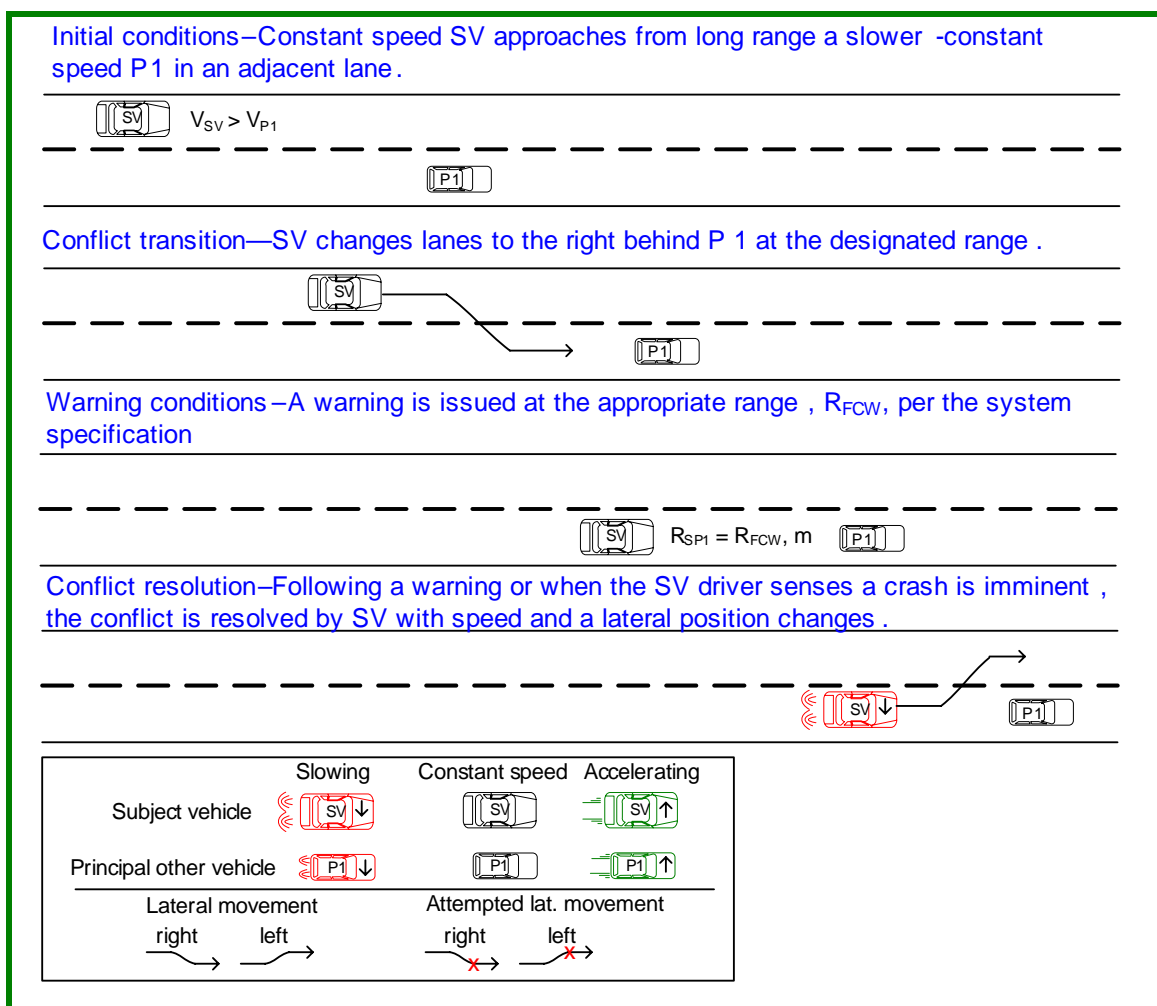 Initial conditions–Constant speed SV approaches from long range a slower -constant
speed P1 in an adjacent lane.
SV V_SV > V_P1
P1
Conflict transition—SV changes lanes to the right behind P 1 at the designated range .
SV
P1
Warning conditions –A warning is issued at the appropriate range , R_FCW, per the system
specification
SV R_SP1 = R_FCW, m P1
Conflict resolution–Following a warning or when the SV driver senses a crash is imminent ,
the conflict is resolved by SV with speed and a lateral position changes .
SV ↓ P1
Slowing Constant speed Accelerating
Subject vehicle SV ↓ SV SV ↑
Principal other vehicle P1 ↓ P1 P1 ↑
Lateral movement Attempted lat. movement
right left right left
x x